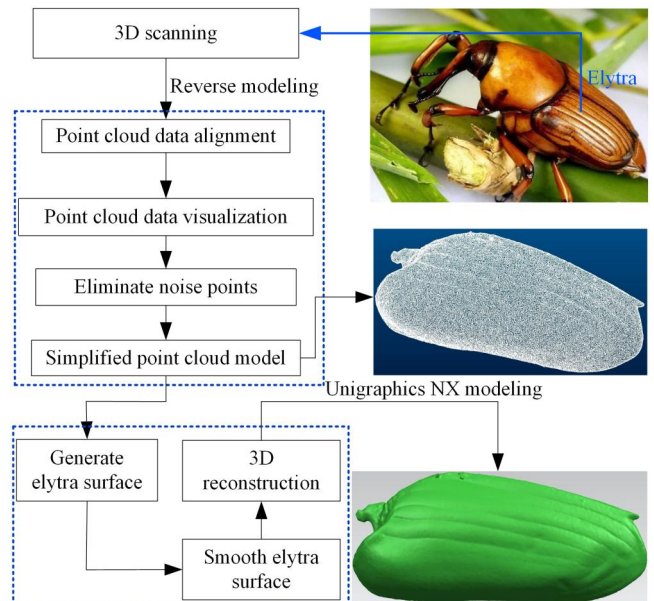 3D scanning
Elytra
Reverse modeling
Point cloud data alignment
Point cloud data visualization
Eliminate noise points
Simplified point cloud model
Unigraphics NX modeling
Generate
elytra surface
3D
reconstruction
Smooth elytra
surface